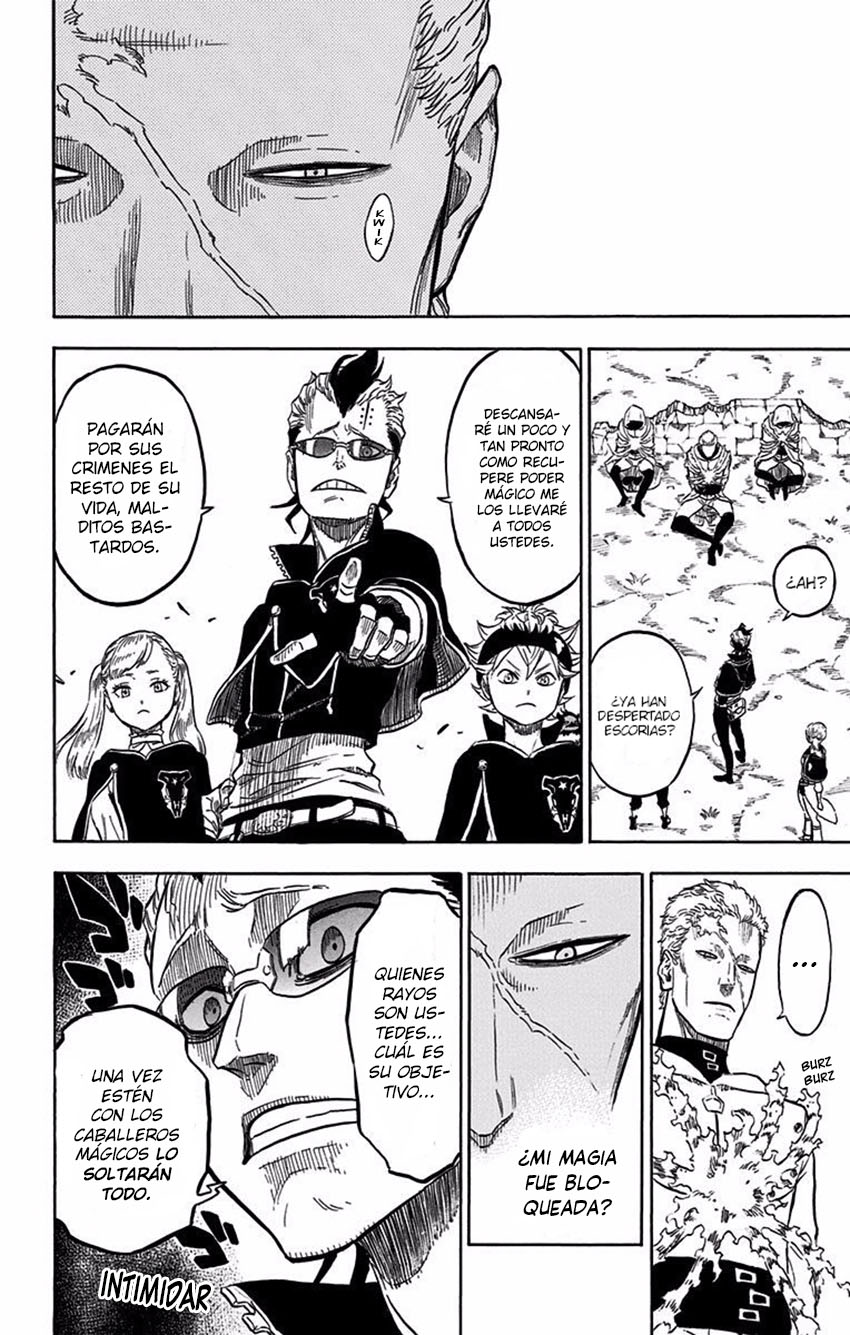 KWIK
¿AH?
¿YA HAN
DESPERTADO
ESCORIAS?
DESCANSA-
RÉ UN POCO Y
TAN PRONTO
COMO RECU-
PERE PODER
MÁGICO ME
LOS LLEVARÉ
A TODOS
USTEDES.
PAGARÁN
POR SUS
CRIMENES EL
RESTO DE SU
VIDA, MAL-
DITOS BAS-
TARDOS.
...
BURZ
BURZ
¿MI MAGIA
FUE BLO-
QUEADA?
QUIENES
RAYOS
SON US-
TEDES...
CUÁL ES
SU OBJE-
TIVO...
UNA VEZ
ESTÉN
CON LOS
CABALLEROS
MÁGICOS LO
SOLTARÁN
TODO.
INTIMIDAR